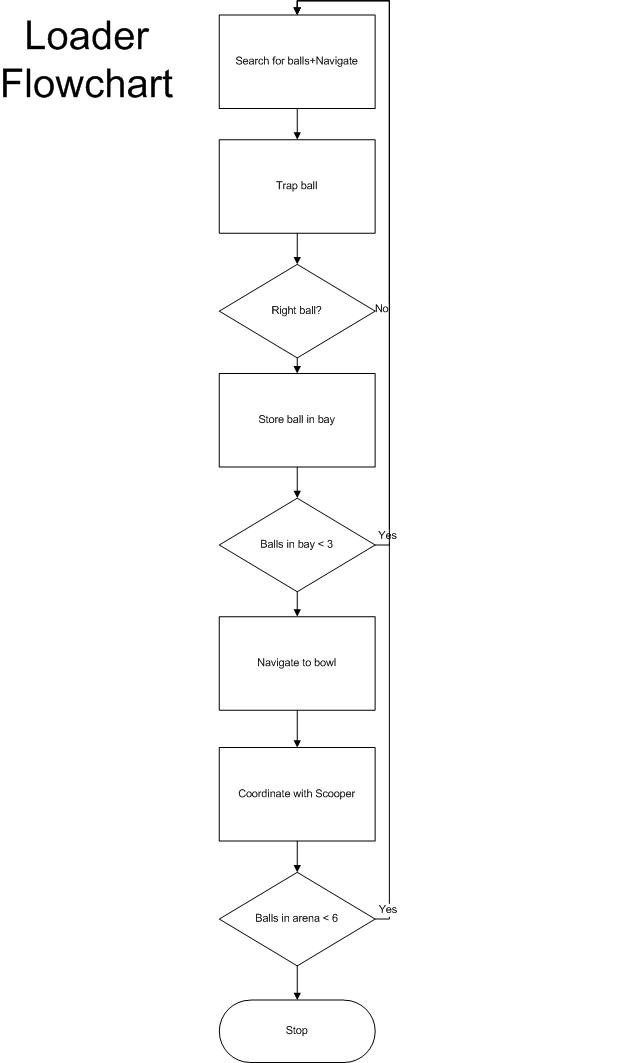 Loader
Flowchart
Search for balls+Navigate
Trap ball
Right ball?
No
Store ball in bay
Balls in bay < 3
Yes
Navigate to bowl
Coordinate with Scooper
Balls in arena < 6
Yes
Stop